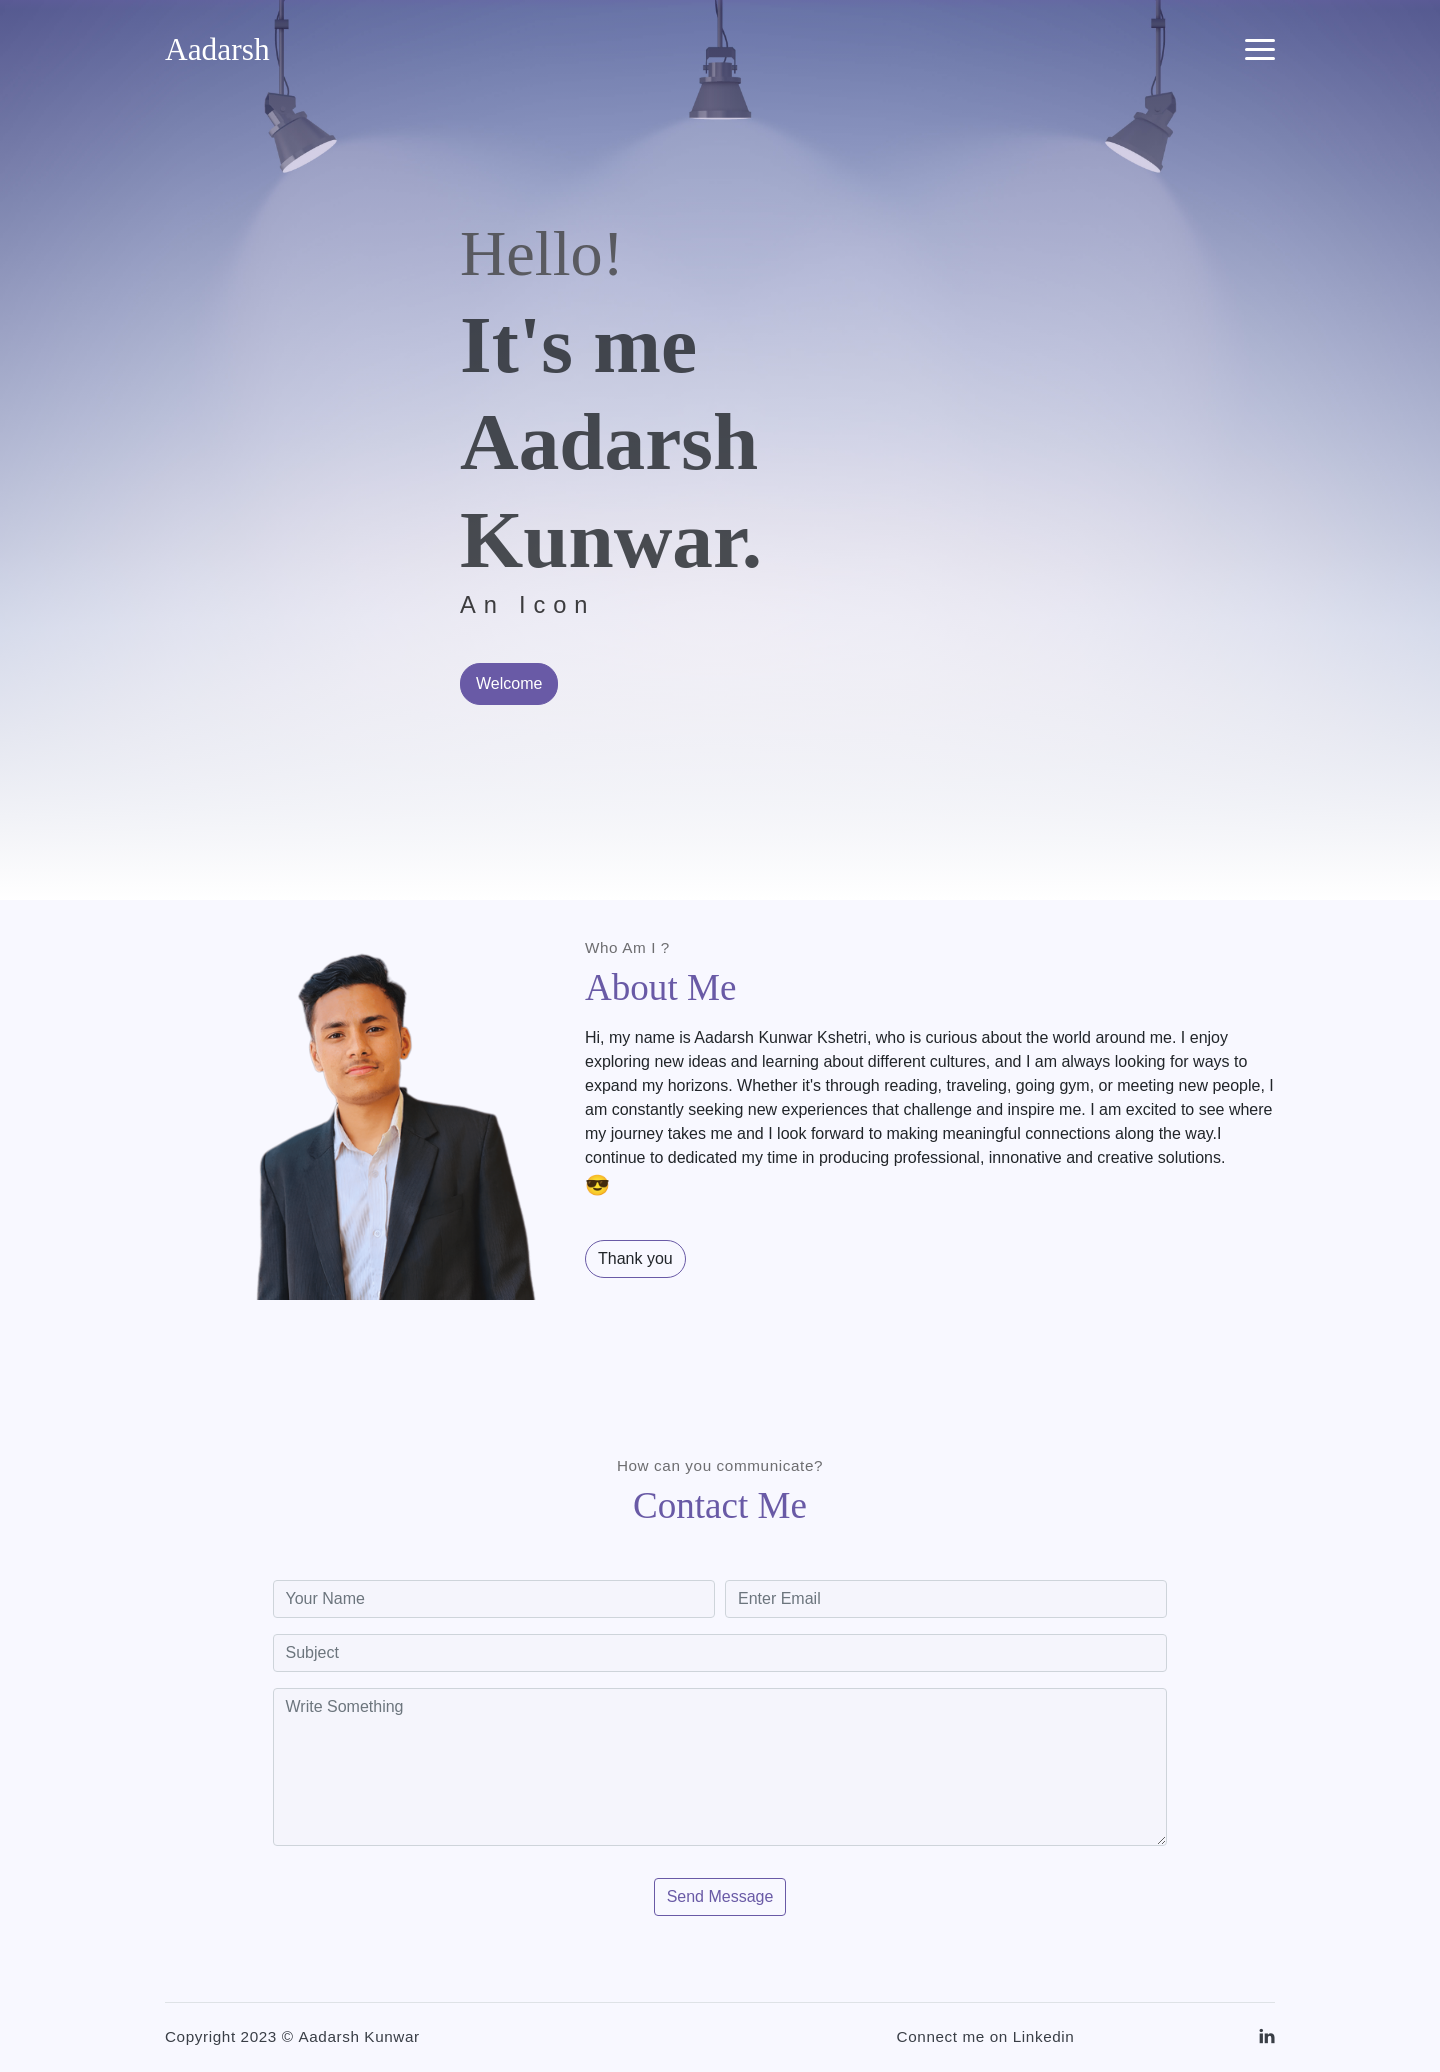 Aadarsh
Hello!
It's me
Aadarsh
Kunwar.
An Icon
Welcome
Who Am I ?
About Me
Hi, my name is Aadarsh Kunwar Kshetri, who is curious about the world around me. I enjoy
exploring new ideas and learning about different cultures, and I am always looking for ways to
expand my horizons. Whether it's through reading, traveling, going gym, or meeting new people, I
am constantly seeking new experiences that challenge and inspire me. I am excited to see where
my journey takes me and I look forward to making meaningful connections along the way.I
continue to dedicated my time in producing professional, innonative and creative solutions.
😎
Thank you
How can you communicate?
Contact Me
Your Name
Enter Email
Subject
Write Something
Send Message
Copyright 2023 © Aadarsh Kunwar
Connect me on Linkedin
in